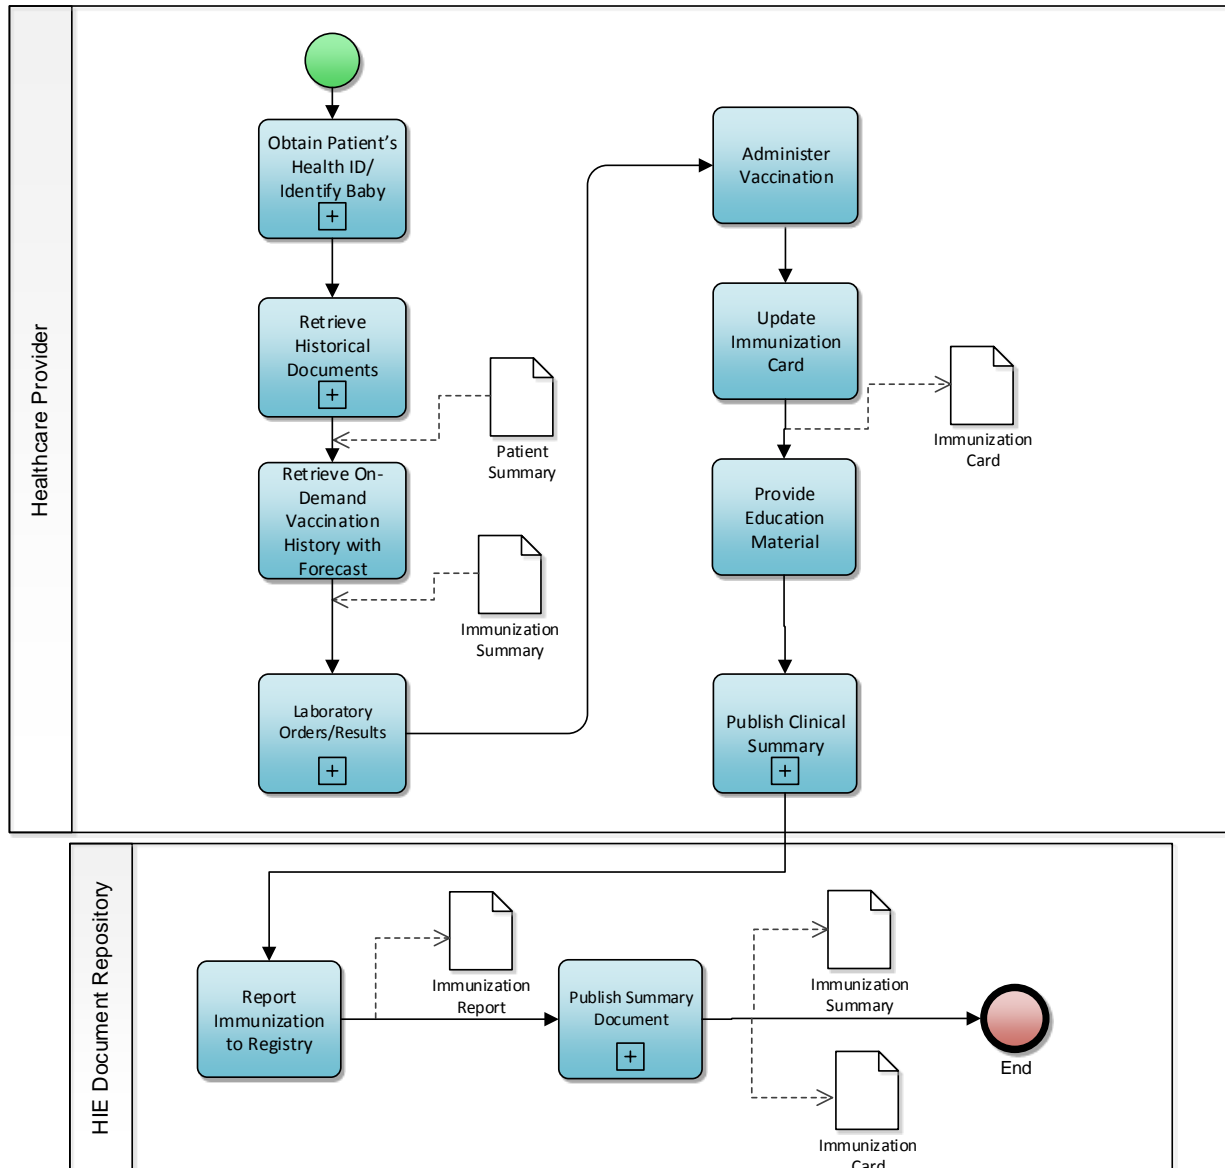 Healthcare Provider
Obtain Patient’s
Health ID/
Identify Baby
+
Retrieve
Historical
Documents
+
Patient
Summary
Retrieve On-
Demand
Vaccination
History with
Forecast
Immunization
Summary
Laboratory
Orders/Results
+
Administer
Vaccination
Update
Immunization
Card
Immunization
Card
Provide
Education
Material
Publish Clinical
Summary
+
HIE Document Repository
Report
Immunization
to Registry
Immunization
Report
Publish Summary
Document
+
Immunization
Summary
Immunization
Card
End